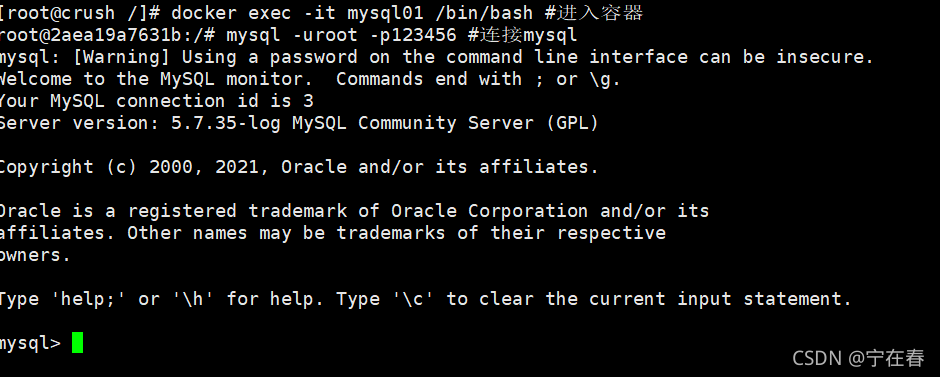 [root@crush /]# docker exec -it mysql01 /bin/bash #进入容器
root@2aea19a7631b:/# mysql -uroot -p123456 #连接mysql
mysql: [Warning] Using a password on the command line interface can be insecure.
Welcome to the MySQL monitor.  Commands end with ; or \g.
Your MySQL connection id is 3
Server version: 5.7.35-log MySQL Community Server (GPL)

Copyright (c) 2000, 2021, Oracle and/or its affiliates.

Oracle is a registered trademark of Oracle Corporation and/or its
affiliates. Other names may be trademarks of their respective
owners.

Type 'help;' or '\h' for help. Type '\c' to clear the current input statement.

mysql>
CSDN @宁在春